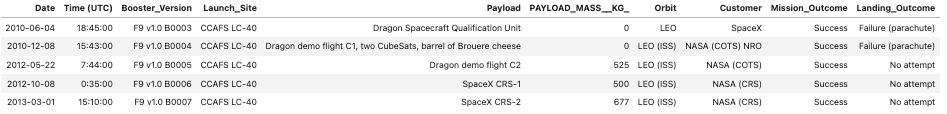 Date Time (UTC) Booster_Version Launch_Site Payload PAYLOAD_MASS__KG_ Orbit Customer Mission_Outcome Landing_Outcome
2010-06-04 18:45:00 F9 v1.0 B0003 CCAFS LC-40 Dragon Spacecraft Qualification Unit 0 LEO SpaceX Success Failure (parachute)
2010-12-08 15:43:00 F9 v1.0 B0004 CCAFS LC-40 Dragon demo flight C1, two CubeSats, barrel of Brouere cheese 0 LEO (ISS) NASA (COTS) NRO Success Failure (parachute)
2012-05-22 7:44:00 F9 v1.0 B0005 CCAFS LC-40 Dragon demo flight C2 525 LEO (ISS) NASA (COTS) Success No attempt
2012-10-08 0:35:00 F9 v1.0 B0006 CCAFS LC-40 SpaceX CRS-1 500 LEO (ISS) NASA (CRS) Success No attempt
2013-03-01 15:10:00 F9 v1.0 B0007 CCAFS LC-40 SpaceX CRS-2 677 LEO (ISS) NASA (CRS) Success No attempt